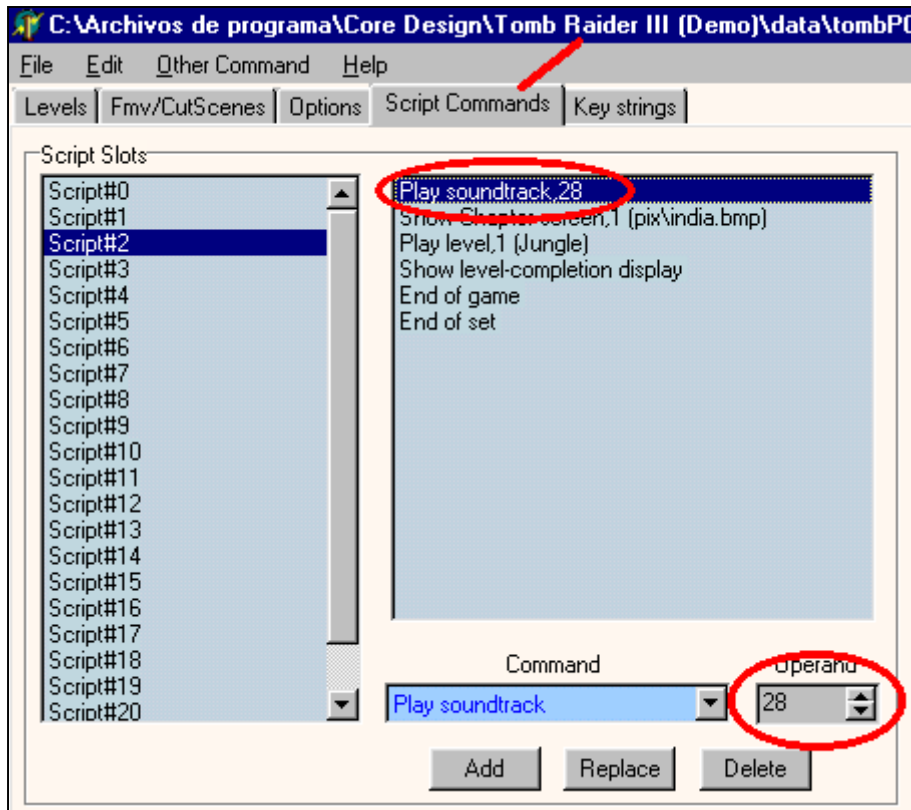 C:\Archivos de programa\Core Design\Tomb Raider III (Demo)\data\tombPC
File Edit Other Command Help
Levels Fmv/CutScenes Options Script Commands Key strings
Script Slots
Script#0
Script#1
Script#2
Script#3
Script#4
Script#5
Script#6
Script#7
Script#8
Script#9
Script#10
Script#11
Script#12
Script#13
Script#14
Script#15
Script#16
Script#17
Script#18
Script#19
Script#20
Play soundtrack,28
Show Chapter screen,1 (pix\india.bmp)
Play level,1 (Jungle)
Show level-completion display
End of game
End of set
Command Operand
Play soundtrack 28
Add Replace Delete